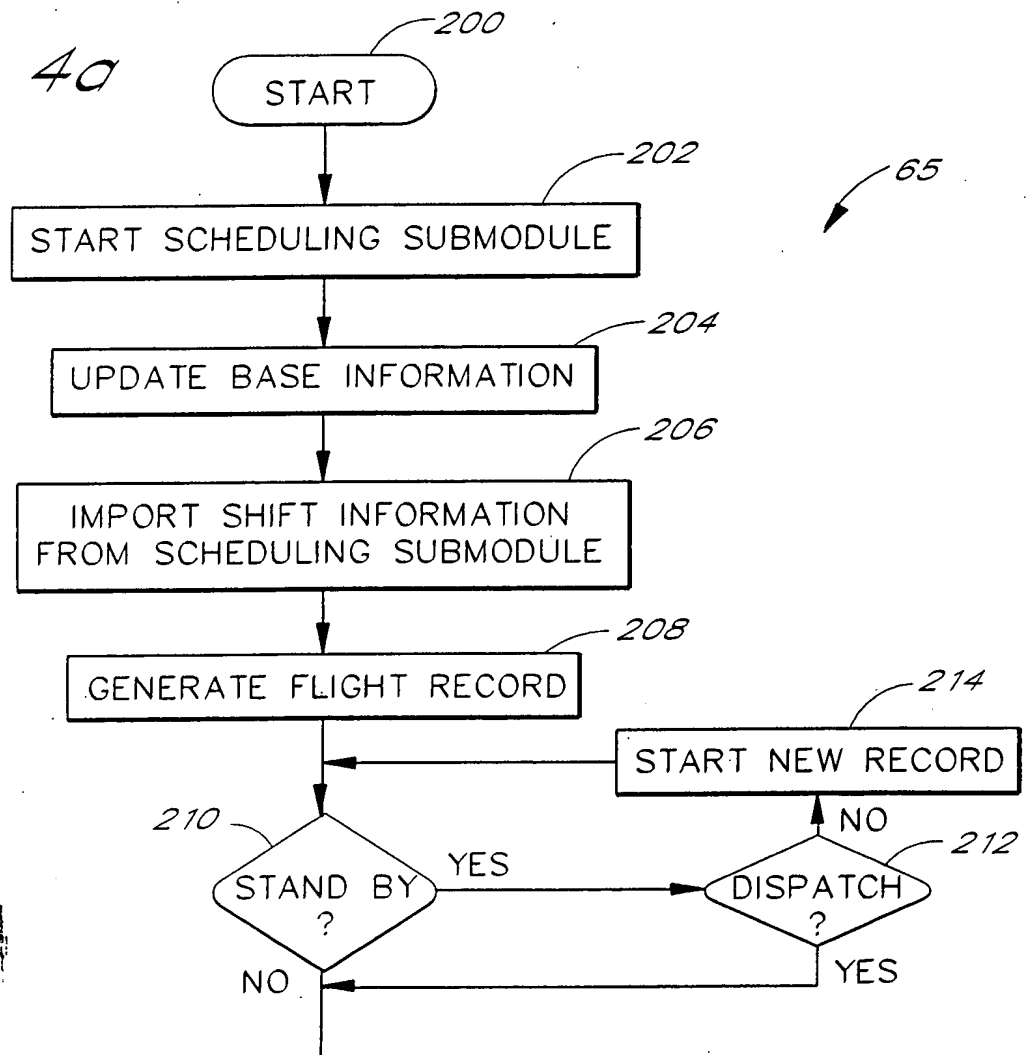 4a
200
START
202
65
START SCHEDULING SUBMODULE
204
UPDATE BASE INFORMATION
206
IMPORT SHIFT INFORMATION
FROM SCHEDULING SUBMODULE
208
GENERATE FLIGHT RECORD
214
START NEW RECORD
210
NO
212
YES
STAND BY
?
DISPATCH
?
NO
YES